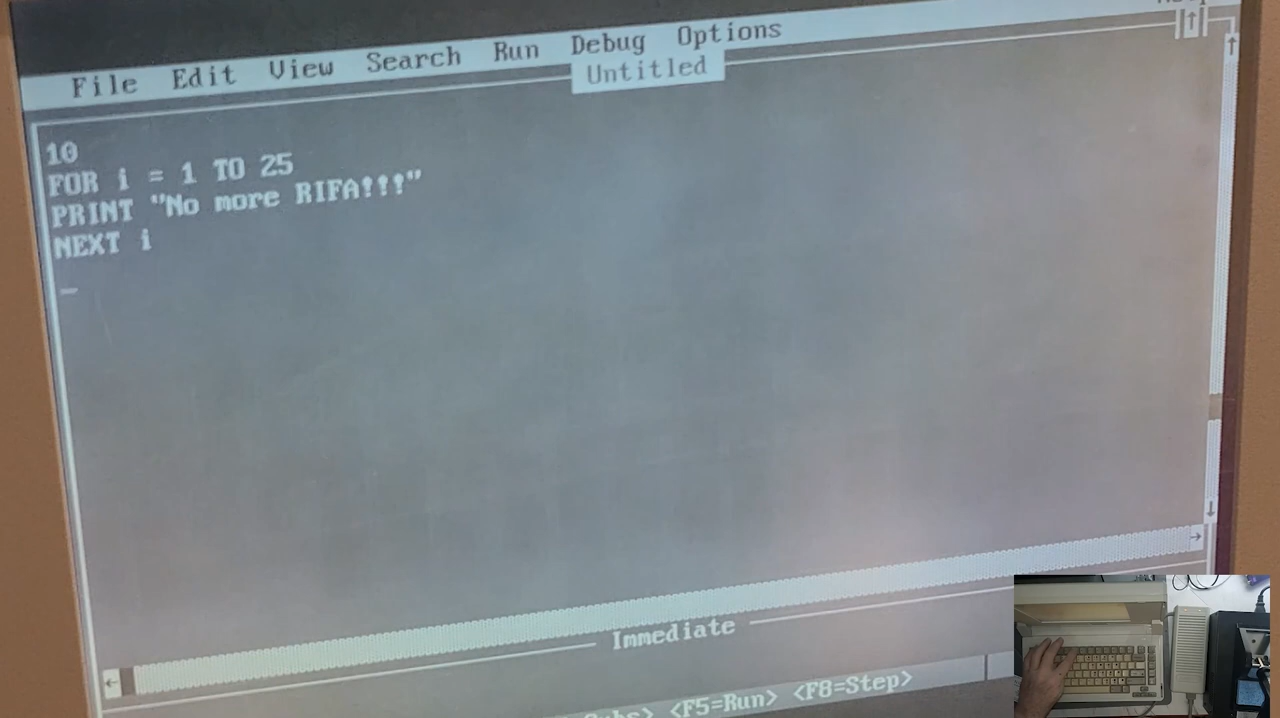 File Edit View Search Run Debug Options
Untitled
10
FOR i = 1 TO 25
PRINT "No more RIFA!!!"
NEXT i
Immediate
<F5=Run> <F8=Step>